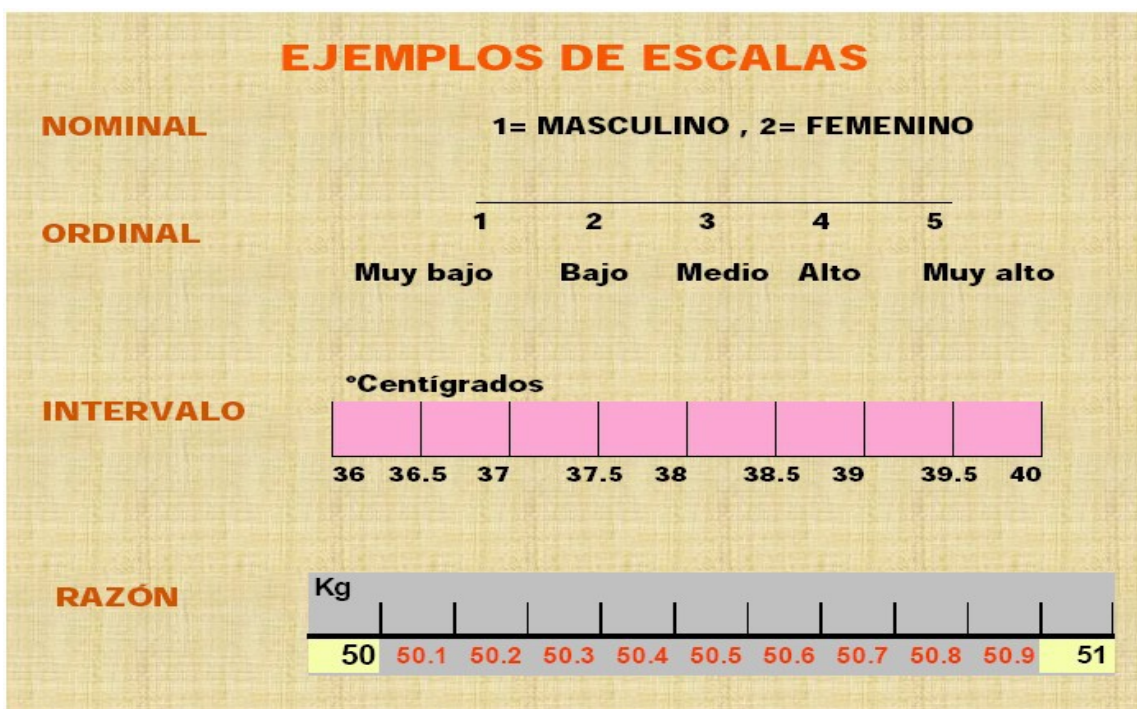 EJEMPLOS DE ESCALAS
NOMINAL 1= MASCULINO , 2= FEMENINO
ORDINAL
1 2 3 4 5
Muy bajo Bajo Medio Alto Muy alto
°Centígrados
INTERVALO
36 36.5 37 37.5 38 38.5 39 39.5 40
RAZÓN
Kg
50 50.1 50.2 50.3 50.4 50.5 50.6 50.7 50.8 50.9 51